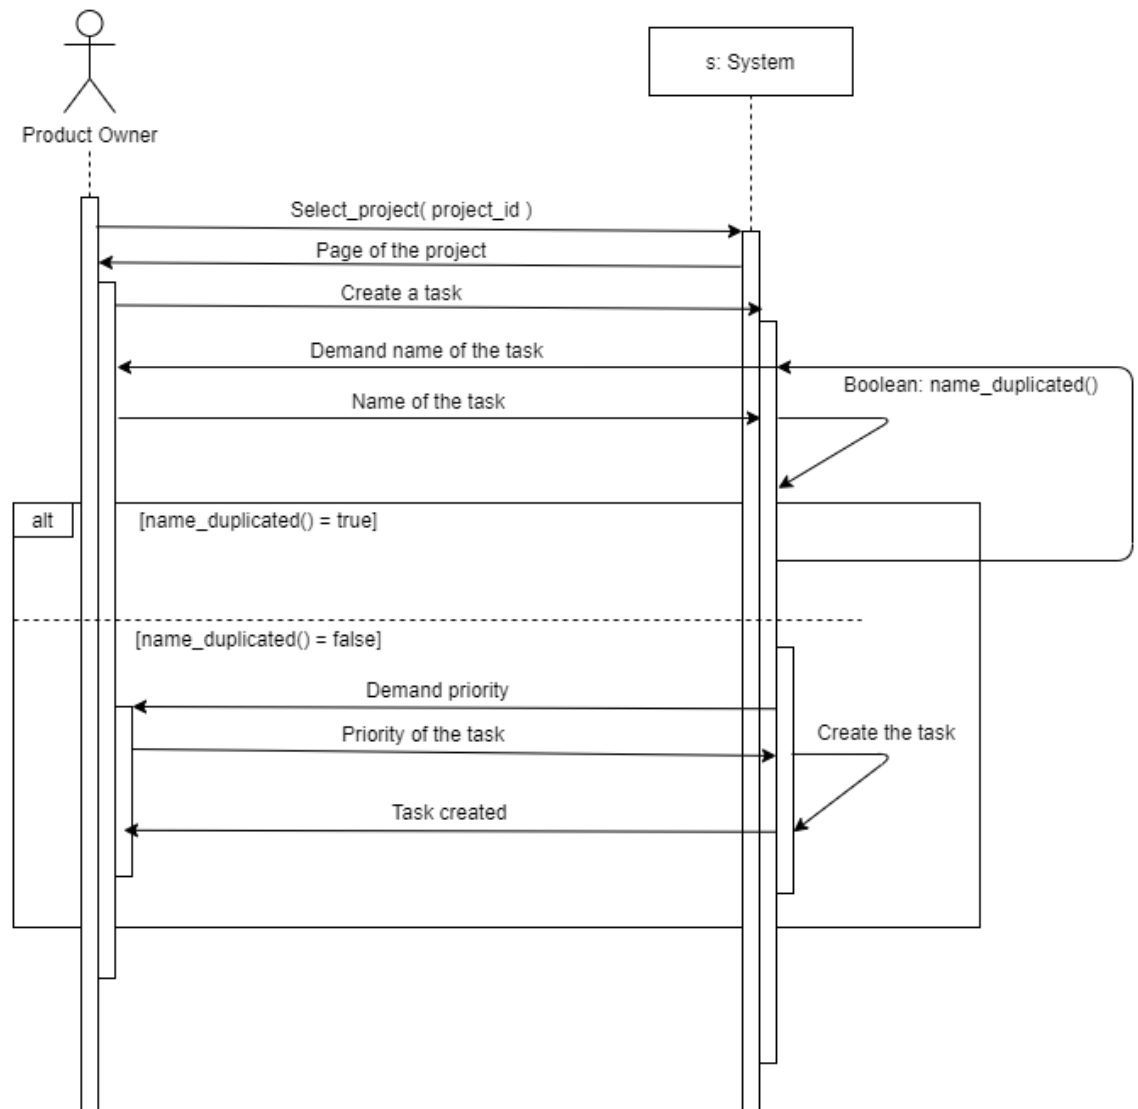 s: System
Product Owner
Select_project( project_id )
Page of the project
Create a task
Demand name of the task
Boolean: name_duplicated()
Name of the task
alt
[name_duplicated() = true]
[name_duplicated() = false]
Demand priority
Priority of the task
Create the task
Task created